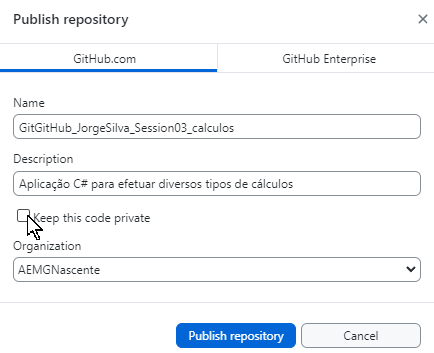 Publish repository
GitHub.com
GitHub Enterprise
Name
GitGitHub_JorgeSilva_Session03_calculos
Description
Aplicação C# para efetuar diversos tipos de cálculos
Keep this code private
Organization
AEMGNascente
Publish repository
Cancel